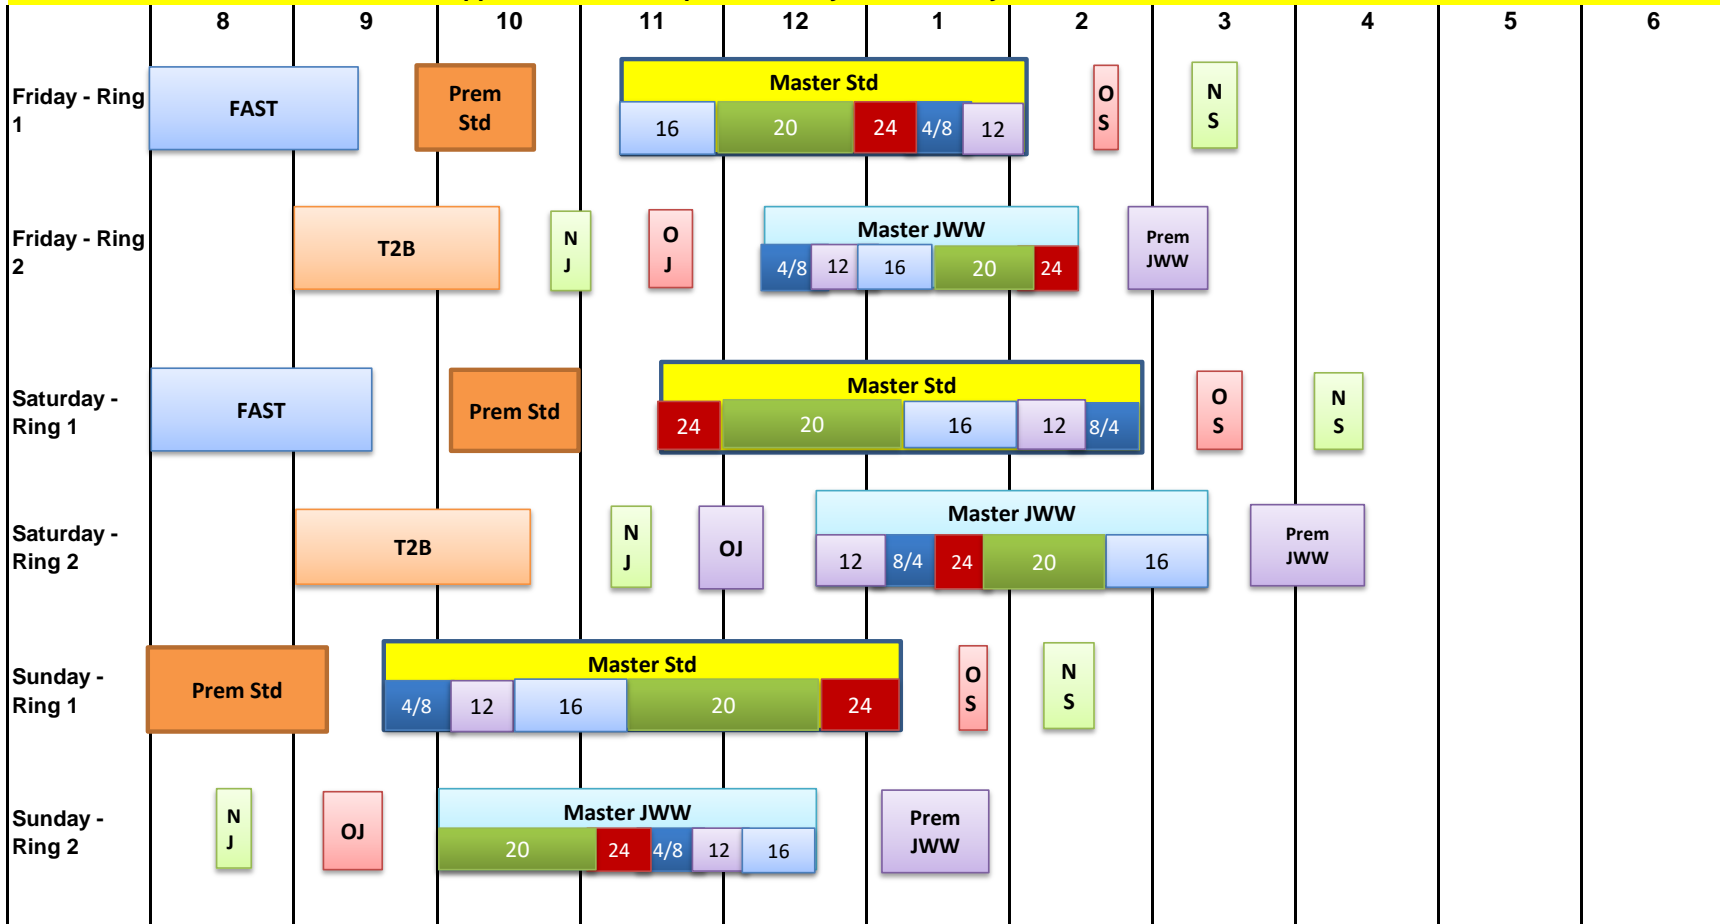 8 9 10 11 12 1 2 3 4 5 6
Friday - Ring
1
FAST
Prem
Std
Master Std
16 20 24 4/8 12
O
S
N
S
Friday - Ring
2
T2B
N
J
O
J
Master JWW
4/8 12 16 20 24
Prem
JWW
Saturday -
Ring 1
FAST
Prem Std
Master Std
24 20 16 12 8/4
O
S
N
S
Saturday -
Ring 2
T2B
N
J
OJ
Master JWW
12 8/4 24 20 16
Prem
JWW
Sunday -
Ring 1
Prem Std
Master Std
4/8 12 16 20 24
O
S
N
S
Sunday -
Ring 2
N
J
OJ
Master JWW
20 24 4/8 12 16
Prem
JWW